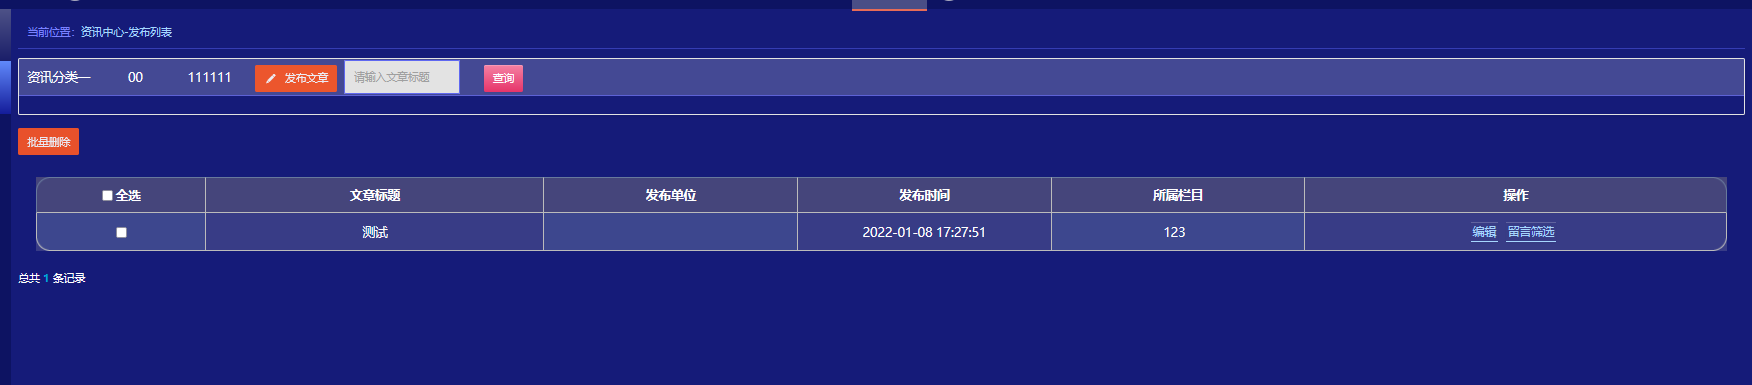 当前位置：资讯中心-发布列表
资讯分类一 00 111111 发布文章 请输入文章标题 查询
批量删除
全选 文章标题 发布单位 发布时间 所属栏目 操作
测试 2022-01-08 17:27:51 123 编辑 留言筛选
总共 1 条记录